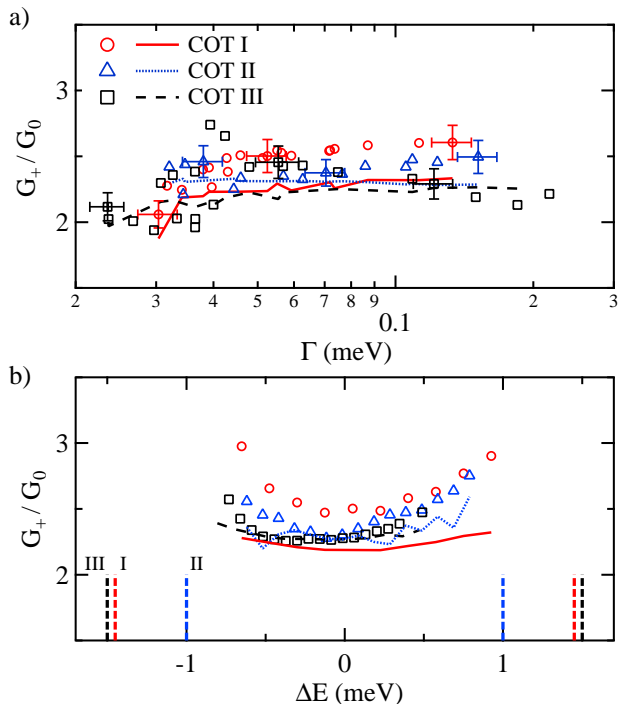 a)
COT I
COT II
COT III
G₊ / G₀
3
2
2 3 4 5 6 7 8 9 0.1 2 3
Γ (meV)
b)
G₊ / G₀
3
2
III I II
-1 0 1
ΔE (meV)